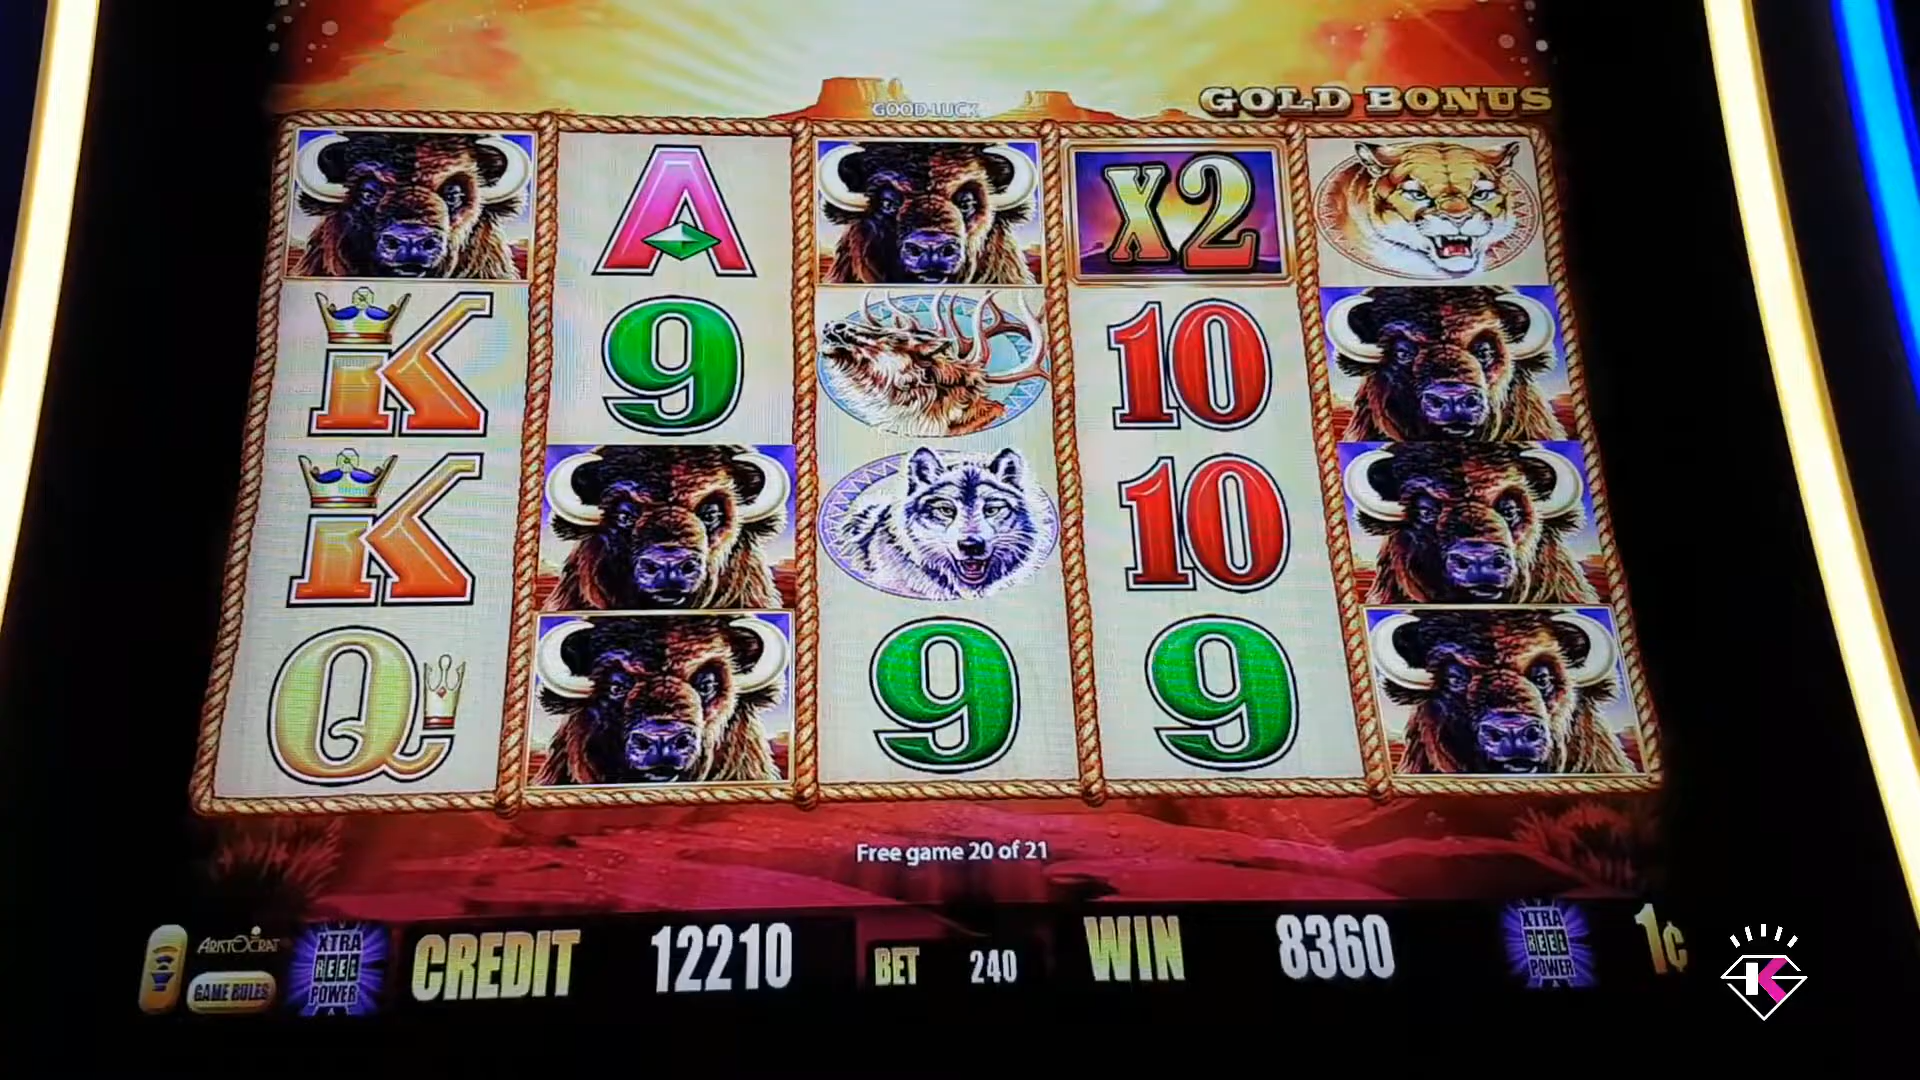 GOOD LUCK
GOLD BONUS
A X2
K 9 10
K 10
Q 9 9
Free game 20 of 21
ARISTOCRAT
GAME RULES
XTRA REEL POWER
CREDIT 12210 BET 240 WIN 8360
XTRA REEL POWER
1¢
K